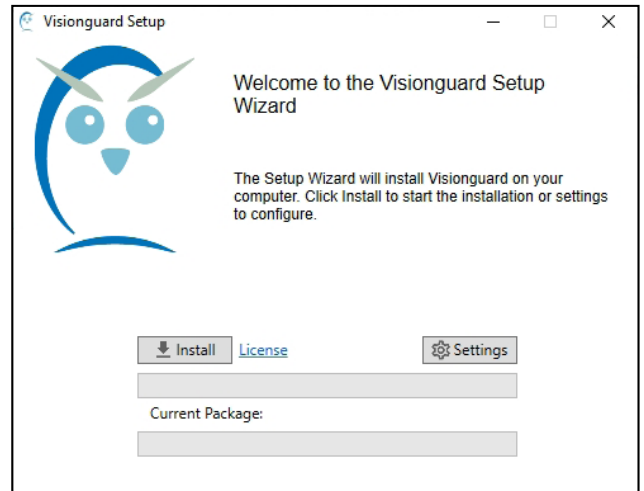 Visionguard Setup
Welcome to the Visionguard Setup
Wizard
The Setup Wizard will install Visionguard on your
computer. Click Install to start the installation or settings
to configure.
Install License Settings
Current Package: